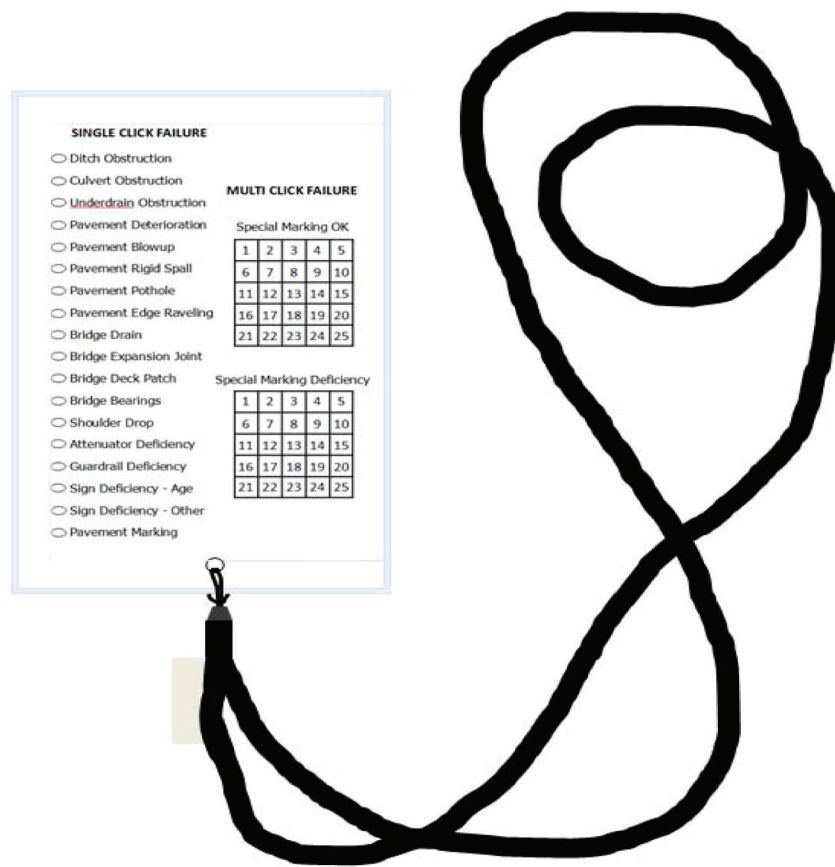 SINGLE CLICK FAILURE
Ditch Obstruction
Culvert Obstruction
Underdrain Obstruction
Pavement Deterioration
Pavement Blowup
Pavement Rigid Spall
Pavement Pothole
Pavement Edge Raveling
Bridge Drain
Bridge Expansion Joint
Bridge Deck Patch
Bridge Bearings
Shoulder Drop
Attenuator Deficiency
Guardrail Deficiency
Sign Deficiency - Age
Sign Deficiency - Other
Pavement Marking
MULTI CLICK FAILURE
Special Marking OK
1 2 3 4 5
6 7 8 9 10
11 12 13 14 15
16 17 18 19 20
21 22 23 24 25
Special Marking Deficiency
1 2 3 4 5
6 7 8 9 10
11 12 13 14 15
16 17 18 19 20
21 22 23 24 25